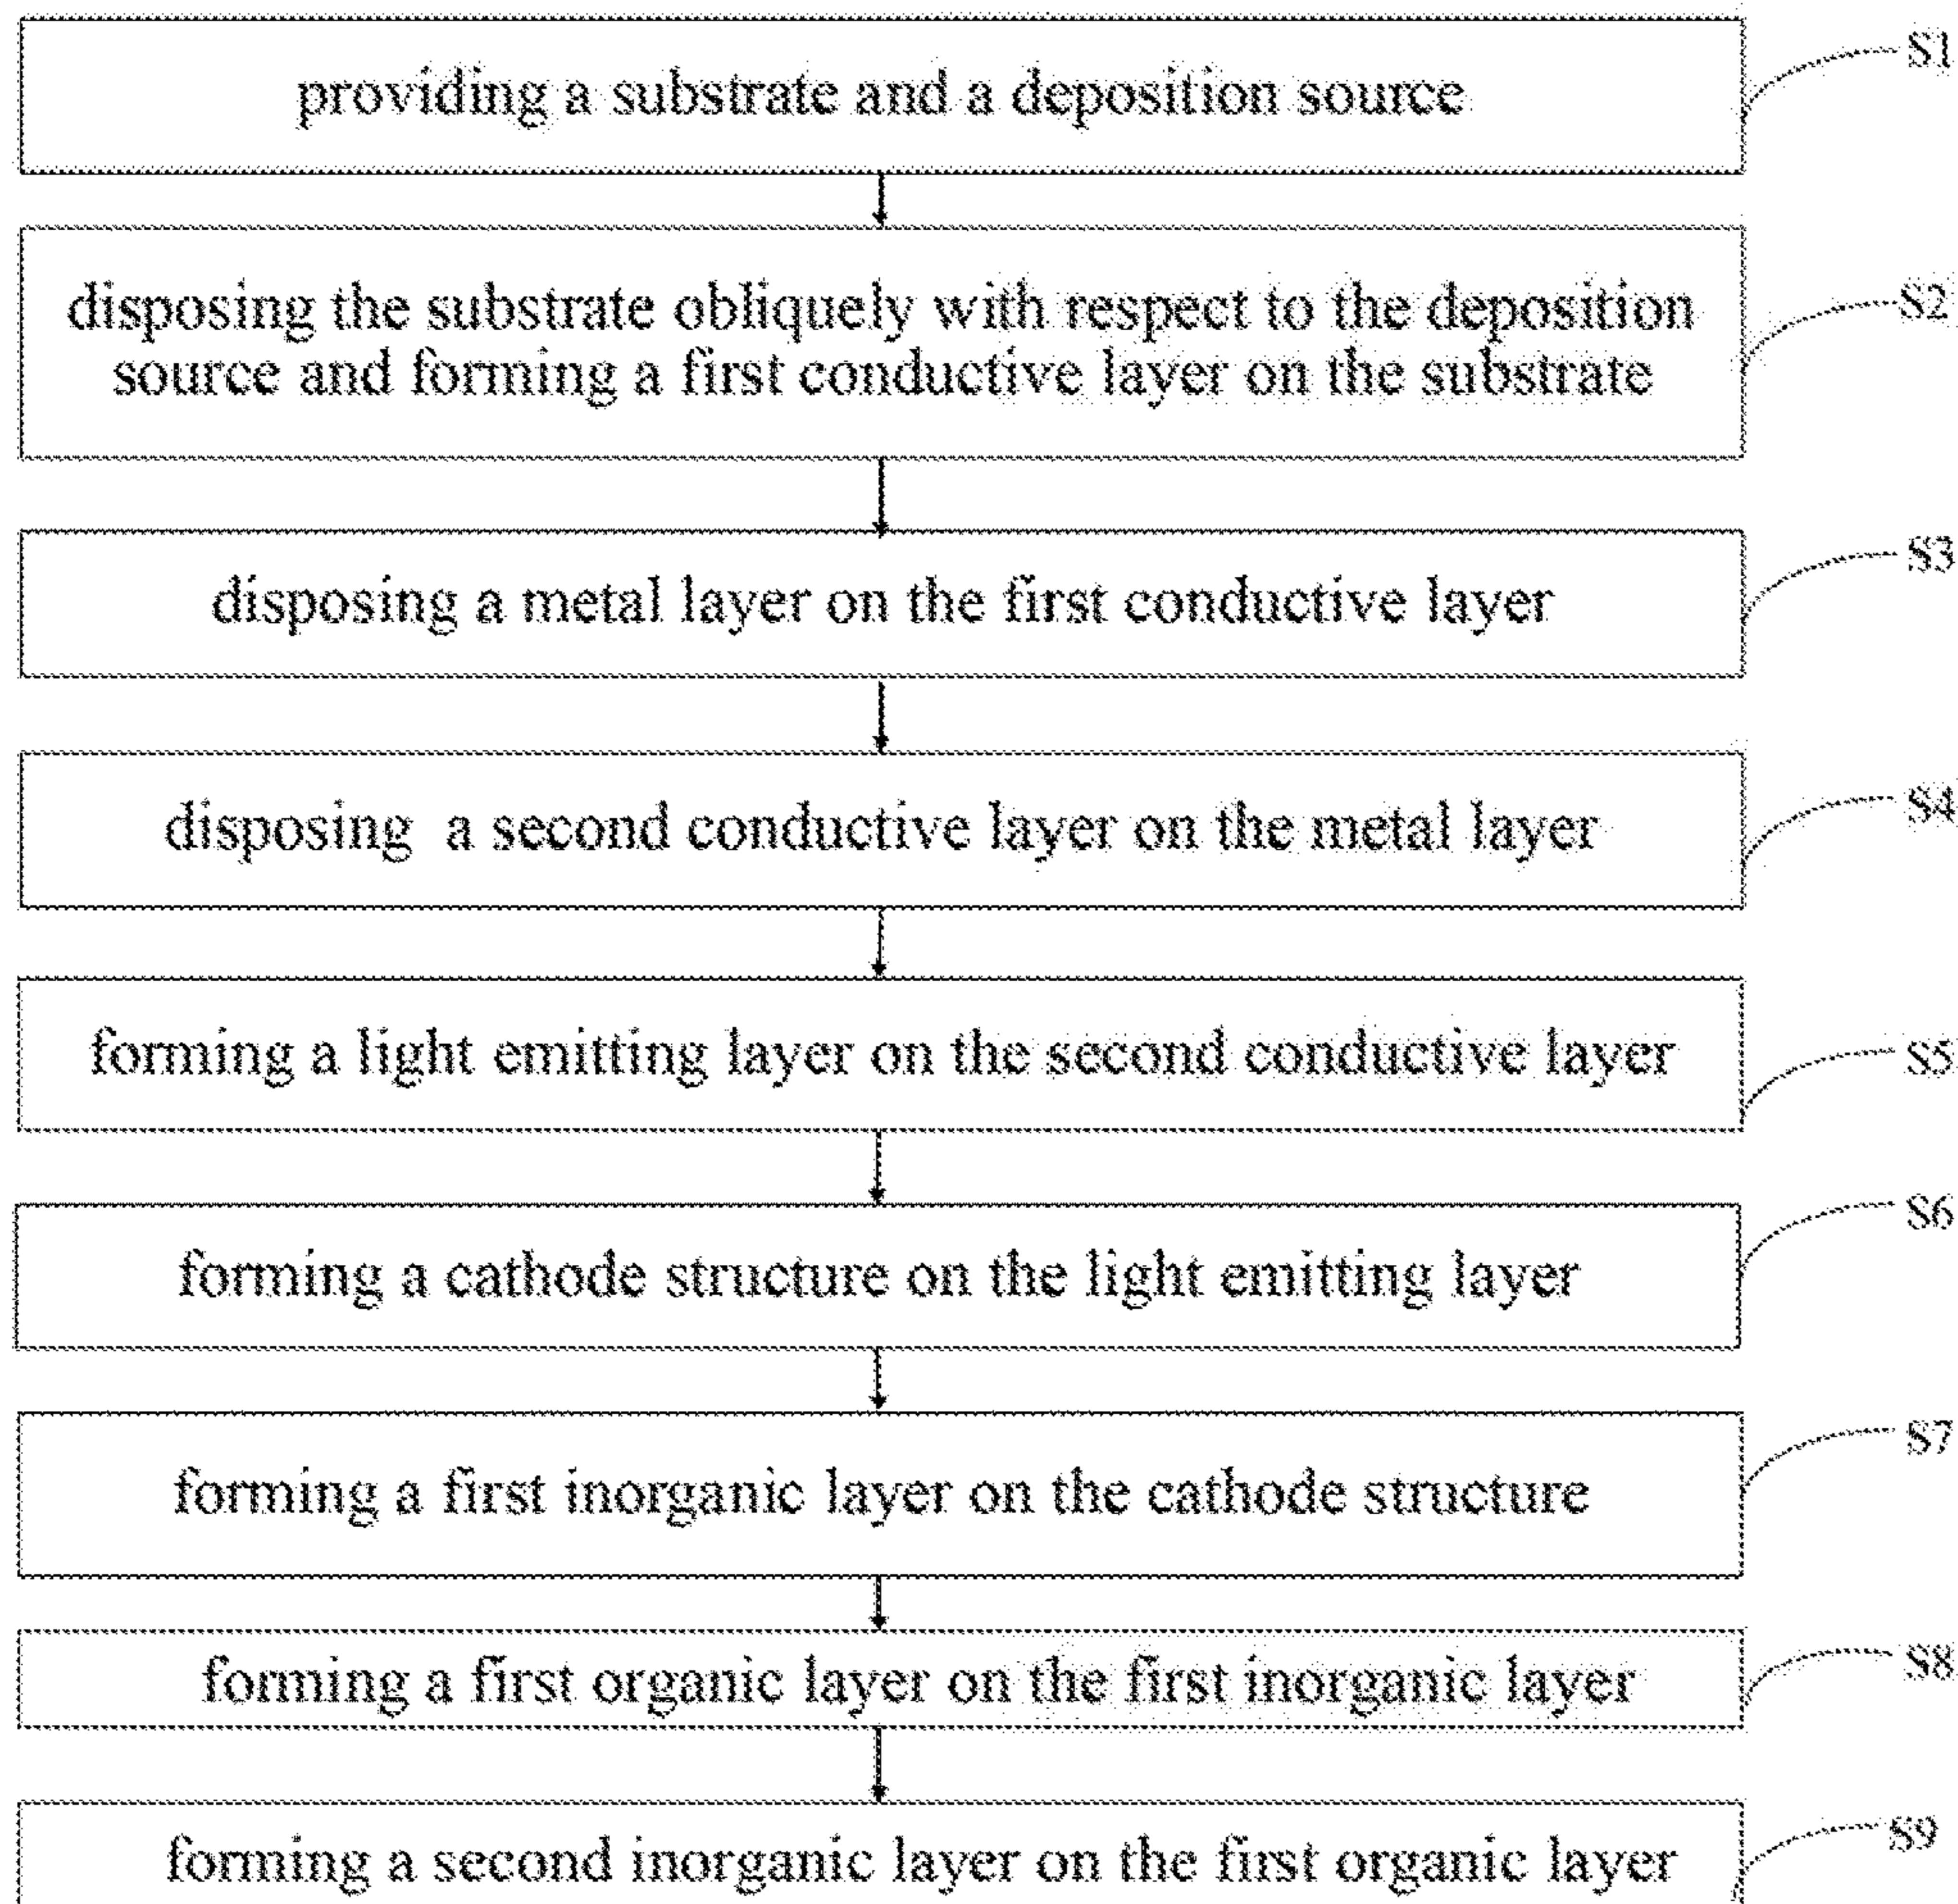 providing a substrate and a deposition source
S1
disposing the substrate obliquely with respect to the deposition
source and forming a first conductive layer on the substrate
S2
disposing a metal layer on the first conductive layer
S3
disposing a second conductive layer on the metal layer
S4
forming a light emitting layer on the second conductive layer
S5
forming a cathode structure on the light emitting layer
S6
forming a first inorganic layer on the cathode structure
S7
forming a first organic layer on the first inorganic layer
S8
forming a second inorganic layer on the first organic layer
S9